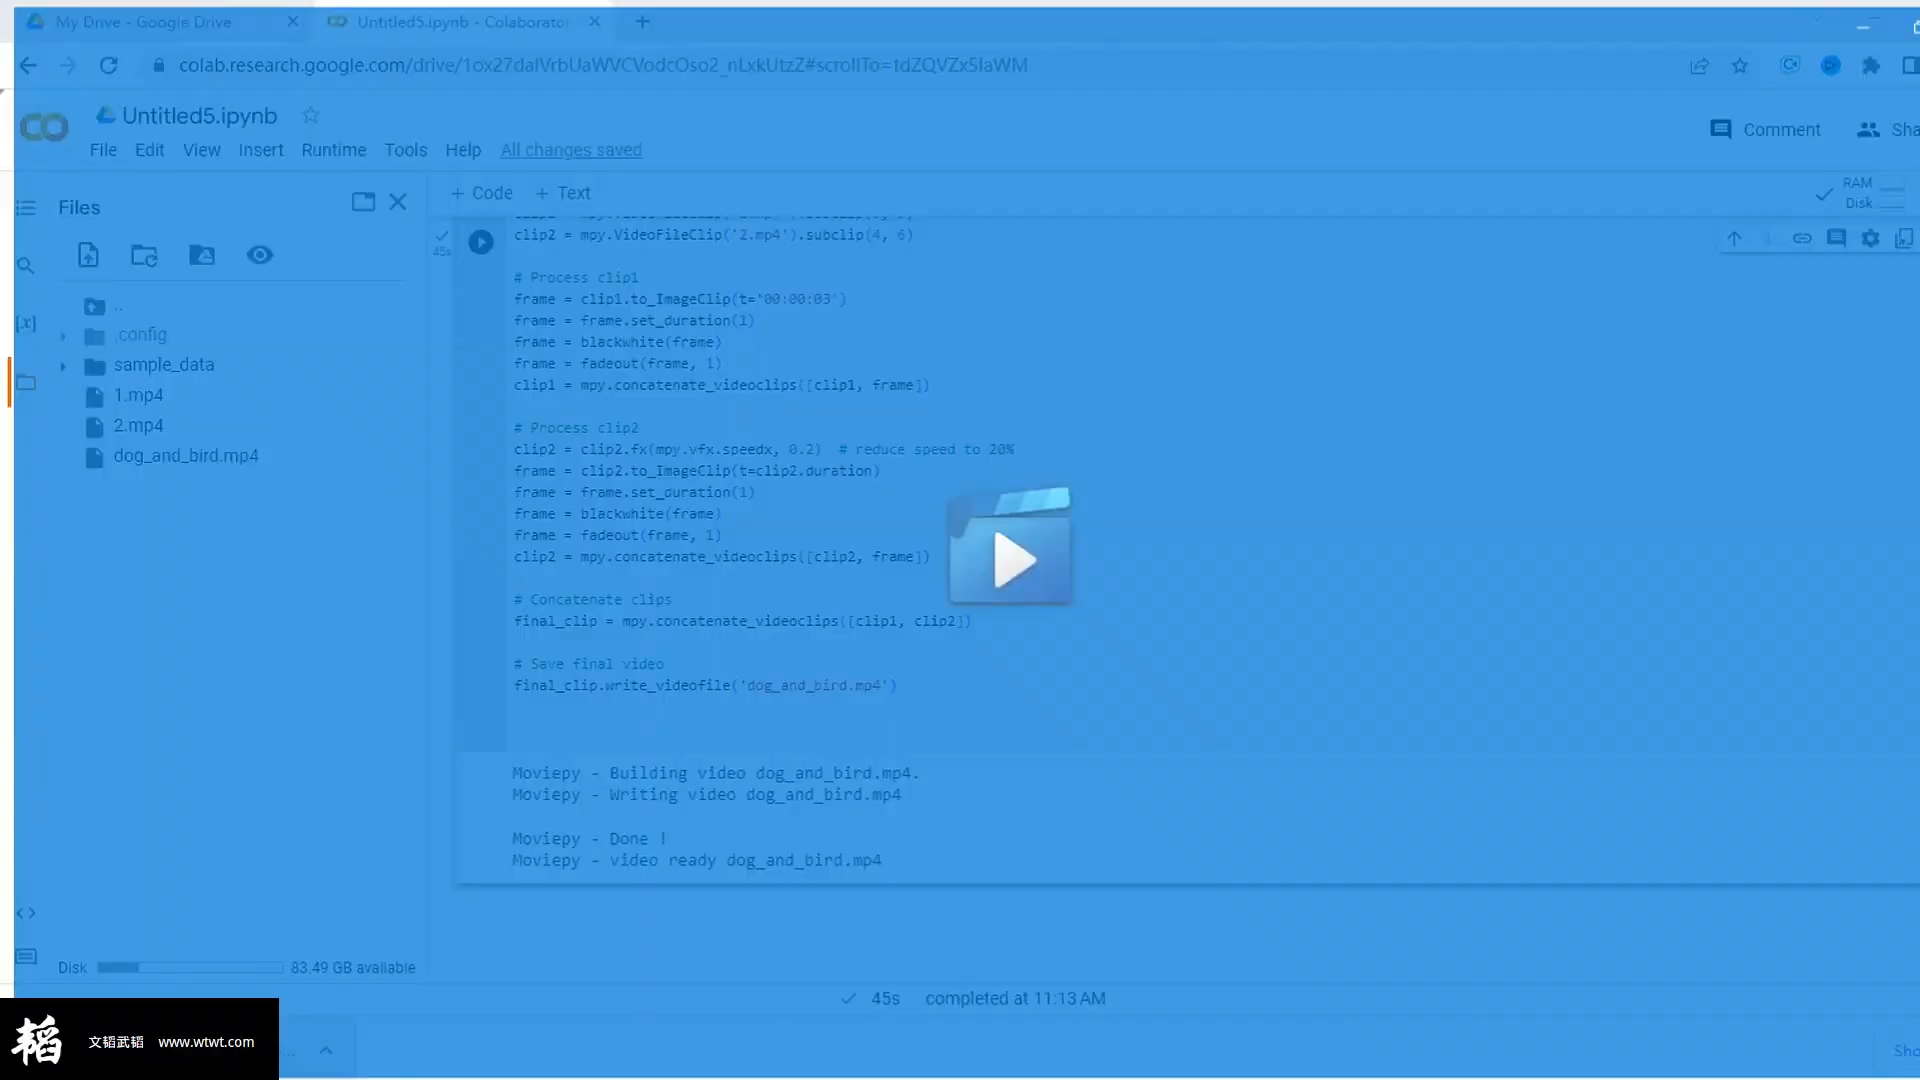 My Drive - Google Drive
Untitled5.ipynb - Colaborato
colab.research.google.com/drive/1ox27dalVrbUaWVCVodcOso2_nLxkUtzZ#scrollTo=tdZQVZx5IaWM
Untitled5.ipynb
Comment
Sha
File Edit View Insert Runtime Tools Help All changes saved
Files
+ Code + Text
RAM
Disk
45s
clip2 = mpy.VideoFileClip('2.mp4').subclip(4, 6)
# Process clip1
frame = clip1.to_ImageClip(t='00:00:03')
frame = frame.set_duration(1)
frame = blackwhite(frame)
frame = fadeout(frame, 1)
clip1 = mpy.concatenate_videoclips([clip1, frame])
# Process clip2
clip2 = clip2.fx(mpy.vfx.speedx, 0.2)  # reduce speed to 20%
frame = clip2.to_ImageClip(t=clip2.duration)
frame = frame.set_duration(1)
frame = blackwhite(frame)
frame = fadeout(frame, 1)
clip2 = mpy.concatenate_videoclips([clip2, frame])
# Concatenate clips
final_clip = mpy.concatenate_videoclips([clip1, clip2])
# Save final video
final_clip.write_videofile('dog_and_bird.mp4')
..
.config
sample_data
1.mp4
2.mp4
dog_and_bird.mp4
Moviepy - Building video dog_and_bird.mp4.
Moviepy - Writing video dog_and_bird.mp4
Moviepy - Done !
Moviepy - video ready dog_and_bird.mp4
Disk 83.49 GB available
45s completed at 11:13 AM
稻 文韬武韬 www.wtwt.com
Sho